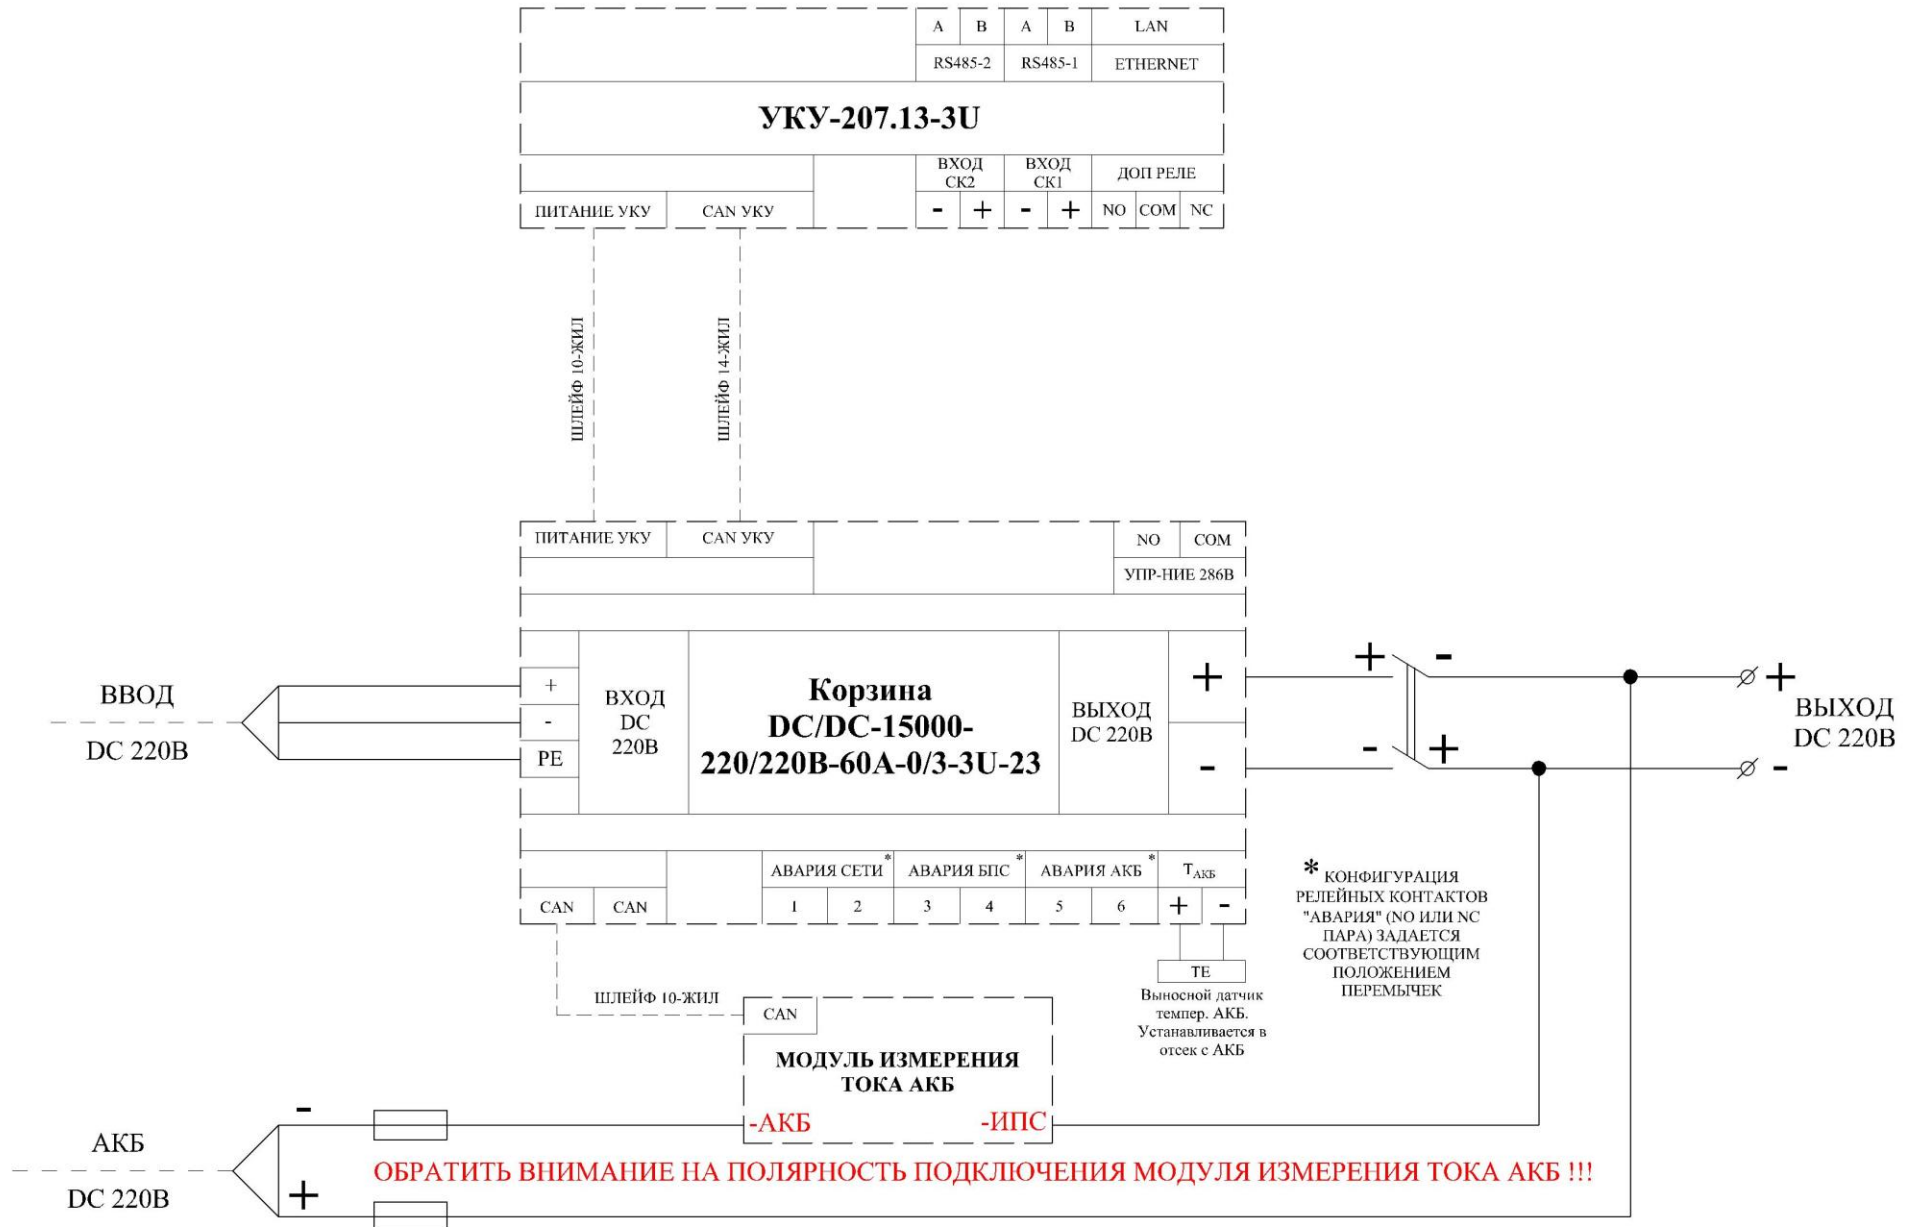 A B A B LAN
RS485-2 RS485-1 ETHERNET
УКУ-207.13-3U
ВХОД СК2 ВХОД СК1 ДОП РЕЛЕ
ПИТАНИЕ УКУ CAN УКУ - + - + NO COM NC
ШЛЕЙФ 10-ЖИЛ
ШЛЕЙФ 14-ЖИЛ
ПИТАНИЕ УКУ CAN УКУ NO COM
УПР-НИЕ 286В
ВВОД
DC 220В
+
-
PE
ВХОД
DC
220В
Корзина
DC/DC-15000-
220/220В-60А-0/3-3U-23
ВЫХОД
DC 220В
+
-
+ -
- +
+
ВЫХОД
DC 220В
-
АВАРИЯ СЕТИ* АВАРИЯ БПС* АВАРИЯ АКБ* TАКБ
CAN CAN 1 2 3 4 5 6 + -
* КОНФИГУРАЦИЯ
РЕЛЕЙНЫХ КОНТАКТОВ
"АВАРИЯ" (NO ИЛИ NC
ПАРА) ЗАДАЕТСЯ
СООТВЕТСТВУЮЩИМ
ПОЛОЖЕНИЕМ
ПЕРЕМЫЧЕК
TE
Выносной датчик
темпер. АКБ.
Устанавливается в
отсек с АКБ
ШЛЕЙФ 10-ЖИЛ
CAN
МОДУЛЬ ИЗМЕРЕНИЯ
ТОКА АКБ
-АКБ -ИПС
-
АКБ
DC 220В
+
ОБРАТИТЬ ВНИМАНИЕ НА ПОЛЯРНОСТЬ ПОДКЛЮЧЕНИЯ МОДУЛЯ ИЗМЕРЕНИЯ ТОКА АКБ !!!